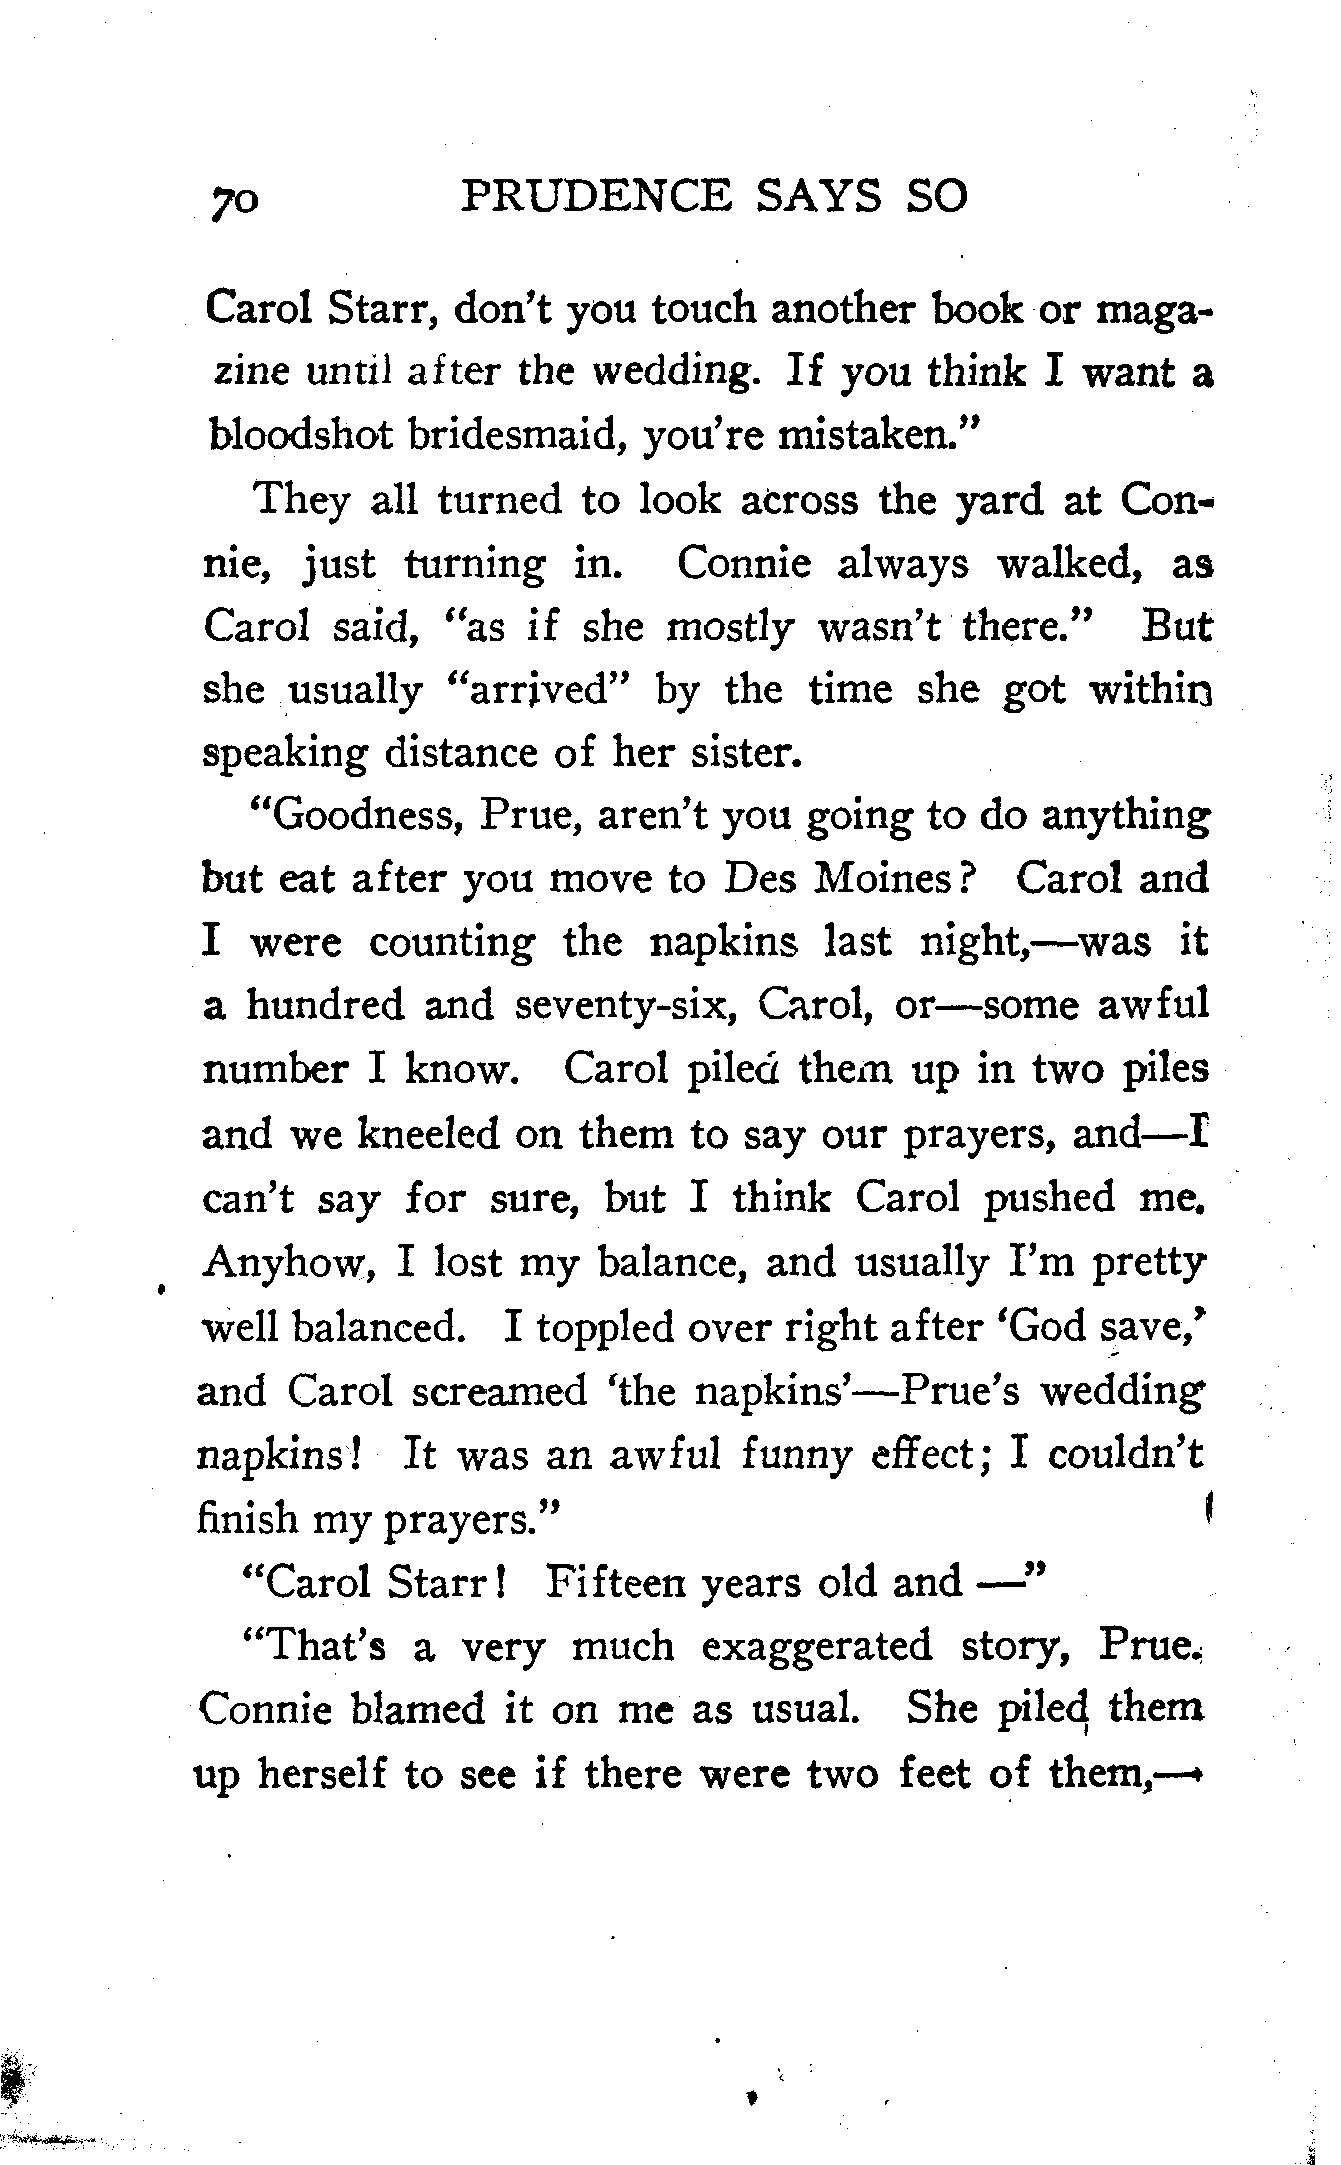 70 PRUDENCE SAYS SO
Carol Starr, don't you touch another book or maga-
zine until after the wedding. If you think I want a
bloodshot bridesmaid, you're mistaken."
They all turned to look across the yard at Con-
nie, just turning in. Connie always walked, as
Carol said, "as if she mostly wasn't there." But
she usually "arrived" by the time she got within
speaking distance of her sister.
"Goodness, Prue, aren't you going to do anything
but eat after you move to Des Moines? Carol and
I were counting the napkins last night,—was it
a hundred and seventy-six, Carol, or—some awful
number I know. Carol piled them up in two piles
and we kneeled on them to say our prayers, and—I
can't say for sure, but I think Carol pushed me.
Anyhow, I lost my balance, and usually I'm pretty
well balanced. I toppled over right after 'God save,'
and Carol screamed 'the napkins'—Prue's wedding
napkins! It was an awful funny effect; I couldn't
finish my prayers."
"Carol Starr! Fifteen years old and —"
"That's a very much exaggerated story, Prue.
Connie blamed it on me as usual. She piled them
up herself to see if there were two feet of them,—